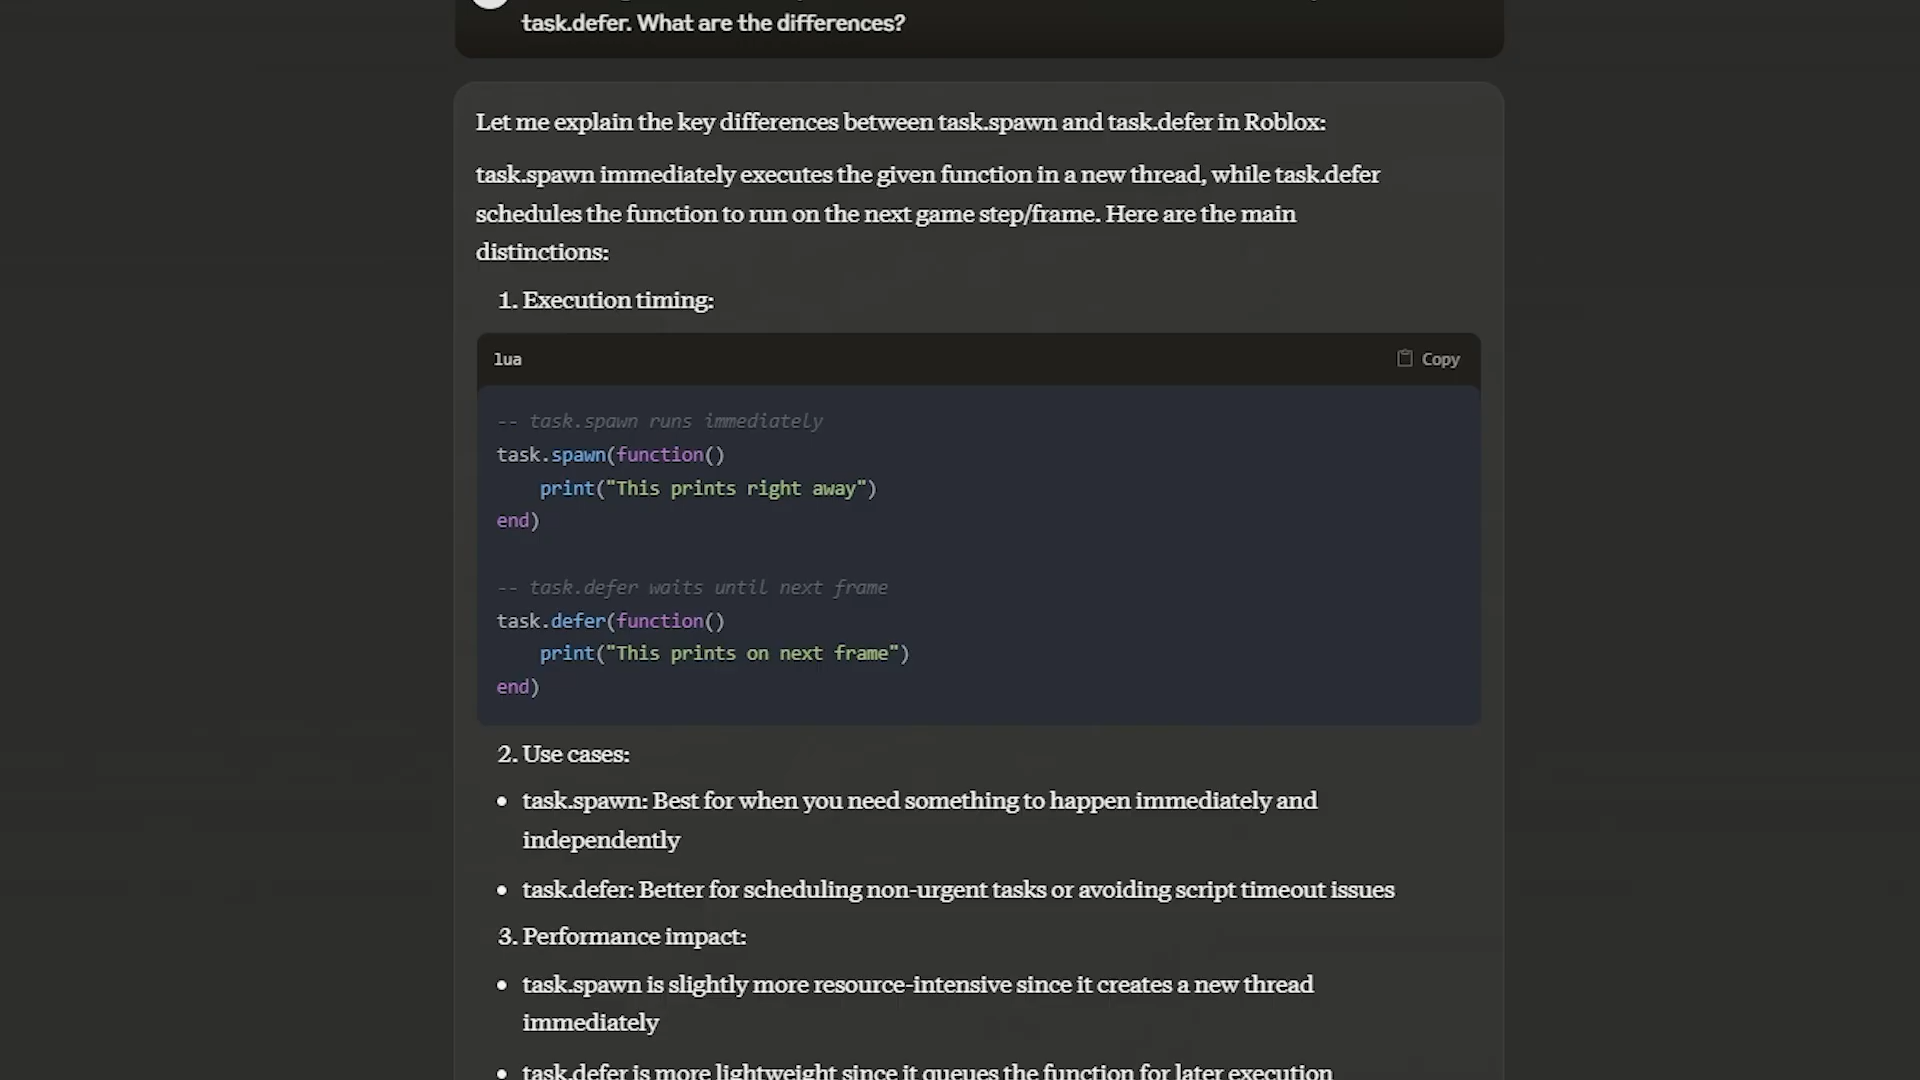 task.defer. What are the differences?
Let me explain the key differences between task.spawn and task.defer in Roblox:
task.spawn immediately executes the given function in a new thread, while task.defer
schedules the function to run on the next game step/frame. Here are the main
distinctions:
1. Execution timing:
lua
Copy
-- task.spawn runs immediately
task.spawn(function()
    print("This prints right away")
end)
-- task.defer waits until next frame
task.defer(function()
    print("This prints on next frame")
end)
2. Use cases:
• task.spawn: Best for when you need something to happen immediately and
independently
• task.defer: Better for scheduling non-urgent tasks or avoiding script timeout issues
3. Performance impact:
• task.spawn is slightly more resource-intensive since it creates a new thread
immediately
• task.defer is more lightweight since it queues the function for later execution